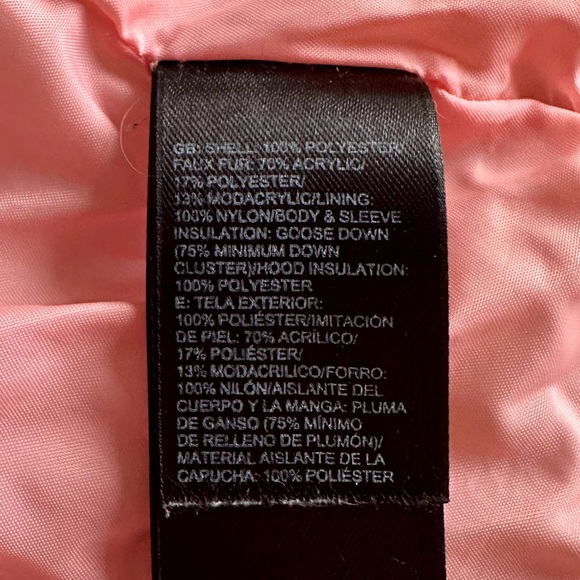 GB: SHELL: 100% POLYESTER/
FAUX FUR: 70% ACRYLIC/
17% POLYESTER/
13% MODACRYLIC/LINING:
100% NYLON/BODY & SLEEVE
INSULATION: GOOSE DOWN
(75% MINIMUM DOWN
CLUSTER)/HOOD INSULATION:
100% POLYESTER
E: TELA EXTERIOR:
100% POLIÉSTER/IMITACIÓN
DE PIEL: 70% ACRÍLICO/
17% POLIÉSTER/
13% MODACRILICO/FORRO:
100% NILÓN/AISLANTE DEL
CUERPO Y LA MANGA: PLUMA
DE GANSO (75% MÍNIMO
DE RELLENO DE PLUMÓN)/
MATERIAL AISLANTE DE LA
CAPUCHA: 100% POLIÉSTER